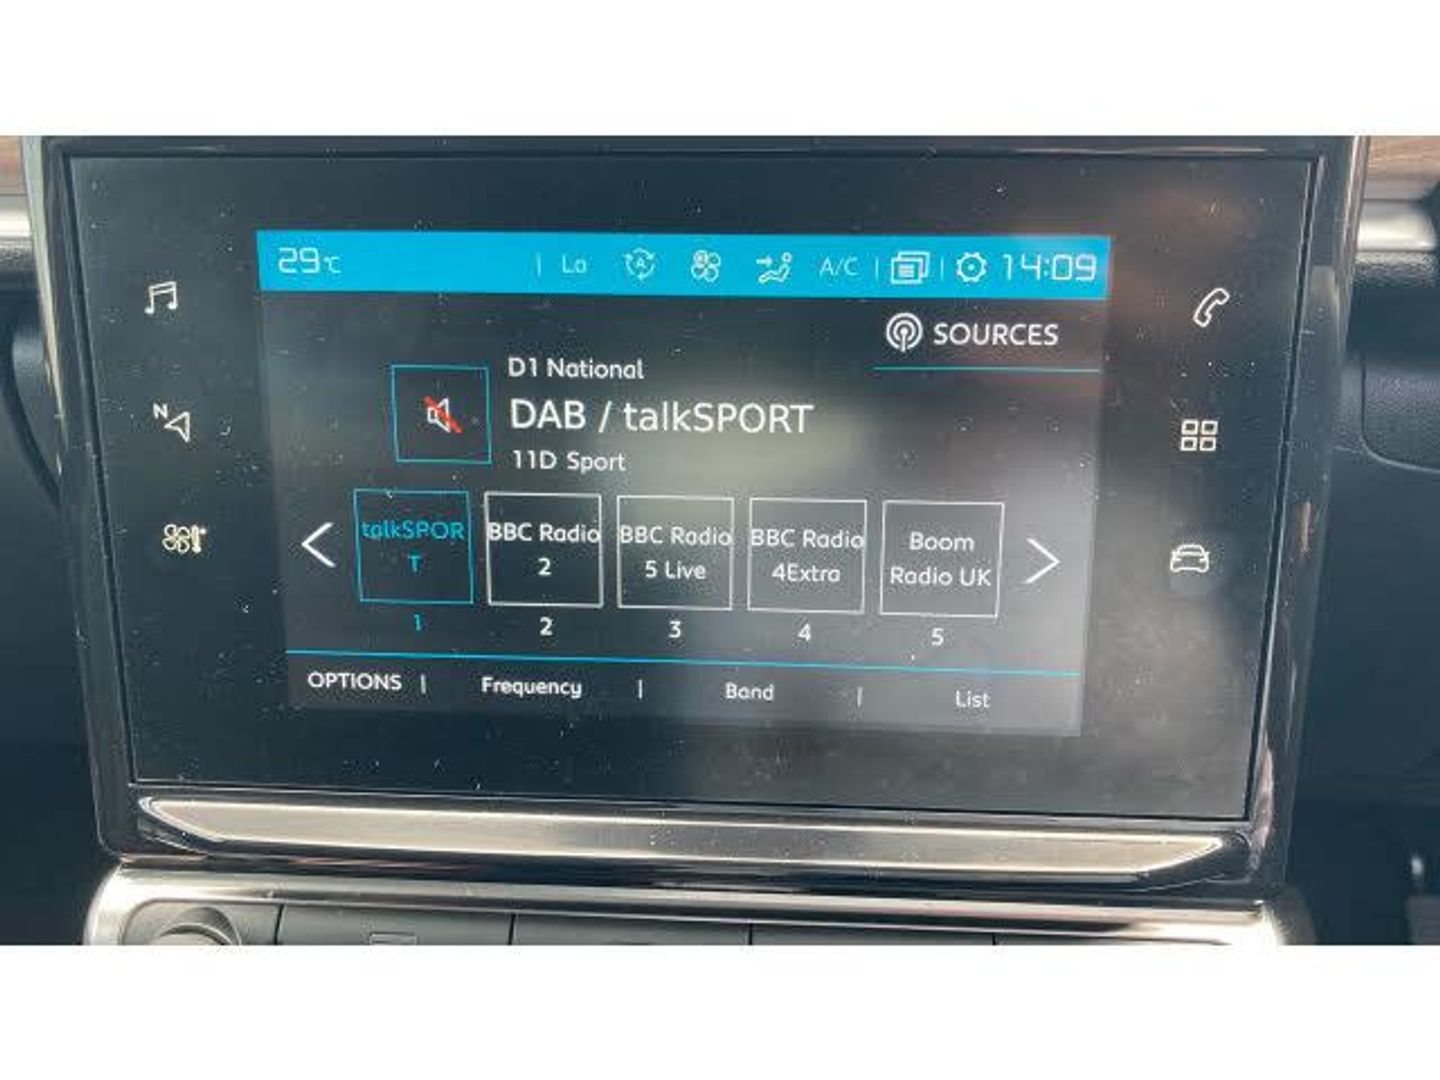 29°C | Lo A A/C | | 14:09
SOURCES
D1 National
DAB / talkSPORT
11D Sport
N
talkSPOR
T
BBC Radio
2
BBC Radio
5 Live
BBC Radio
4Extra
Boom
Radio UK
1 2 3 4 5
OPTIONS | Frequency | Band | List